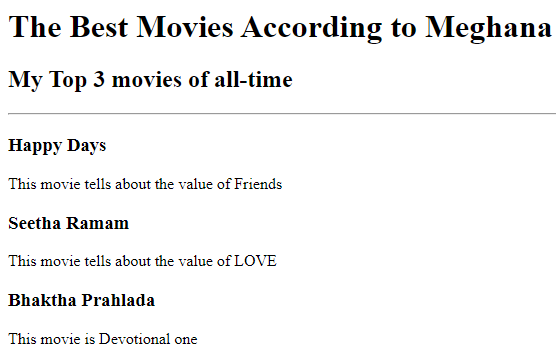 The Best Movies According to Meghana
My Top 3 movies of all-time
Happy Days
This movie tells about the value of Friends
Seetha Ramam
This movie tells about the value of LOVE
Bhaktha Prahlada
This movie is Devotional one